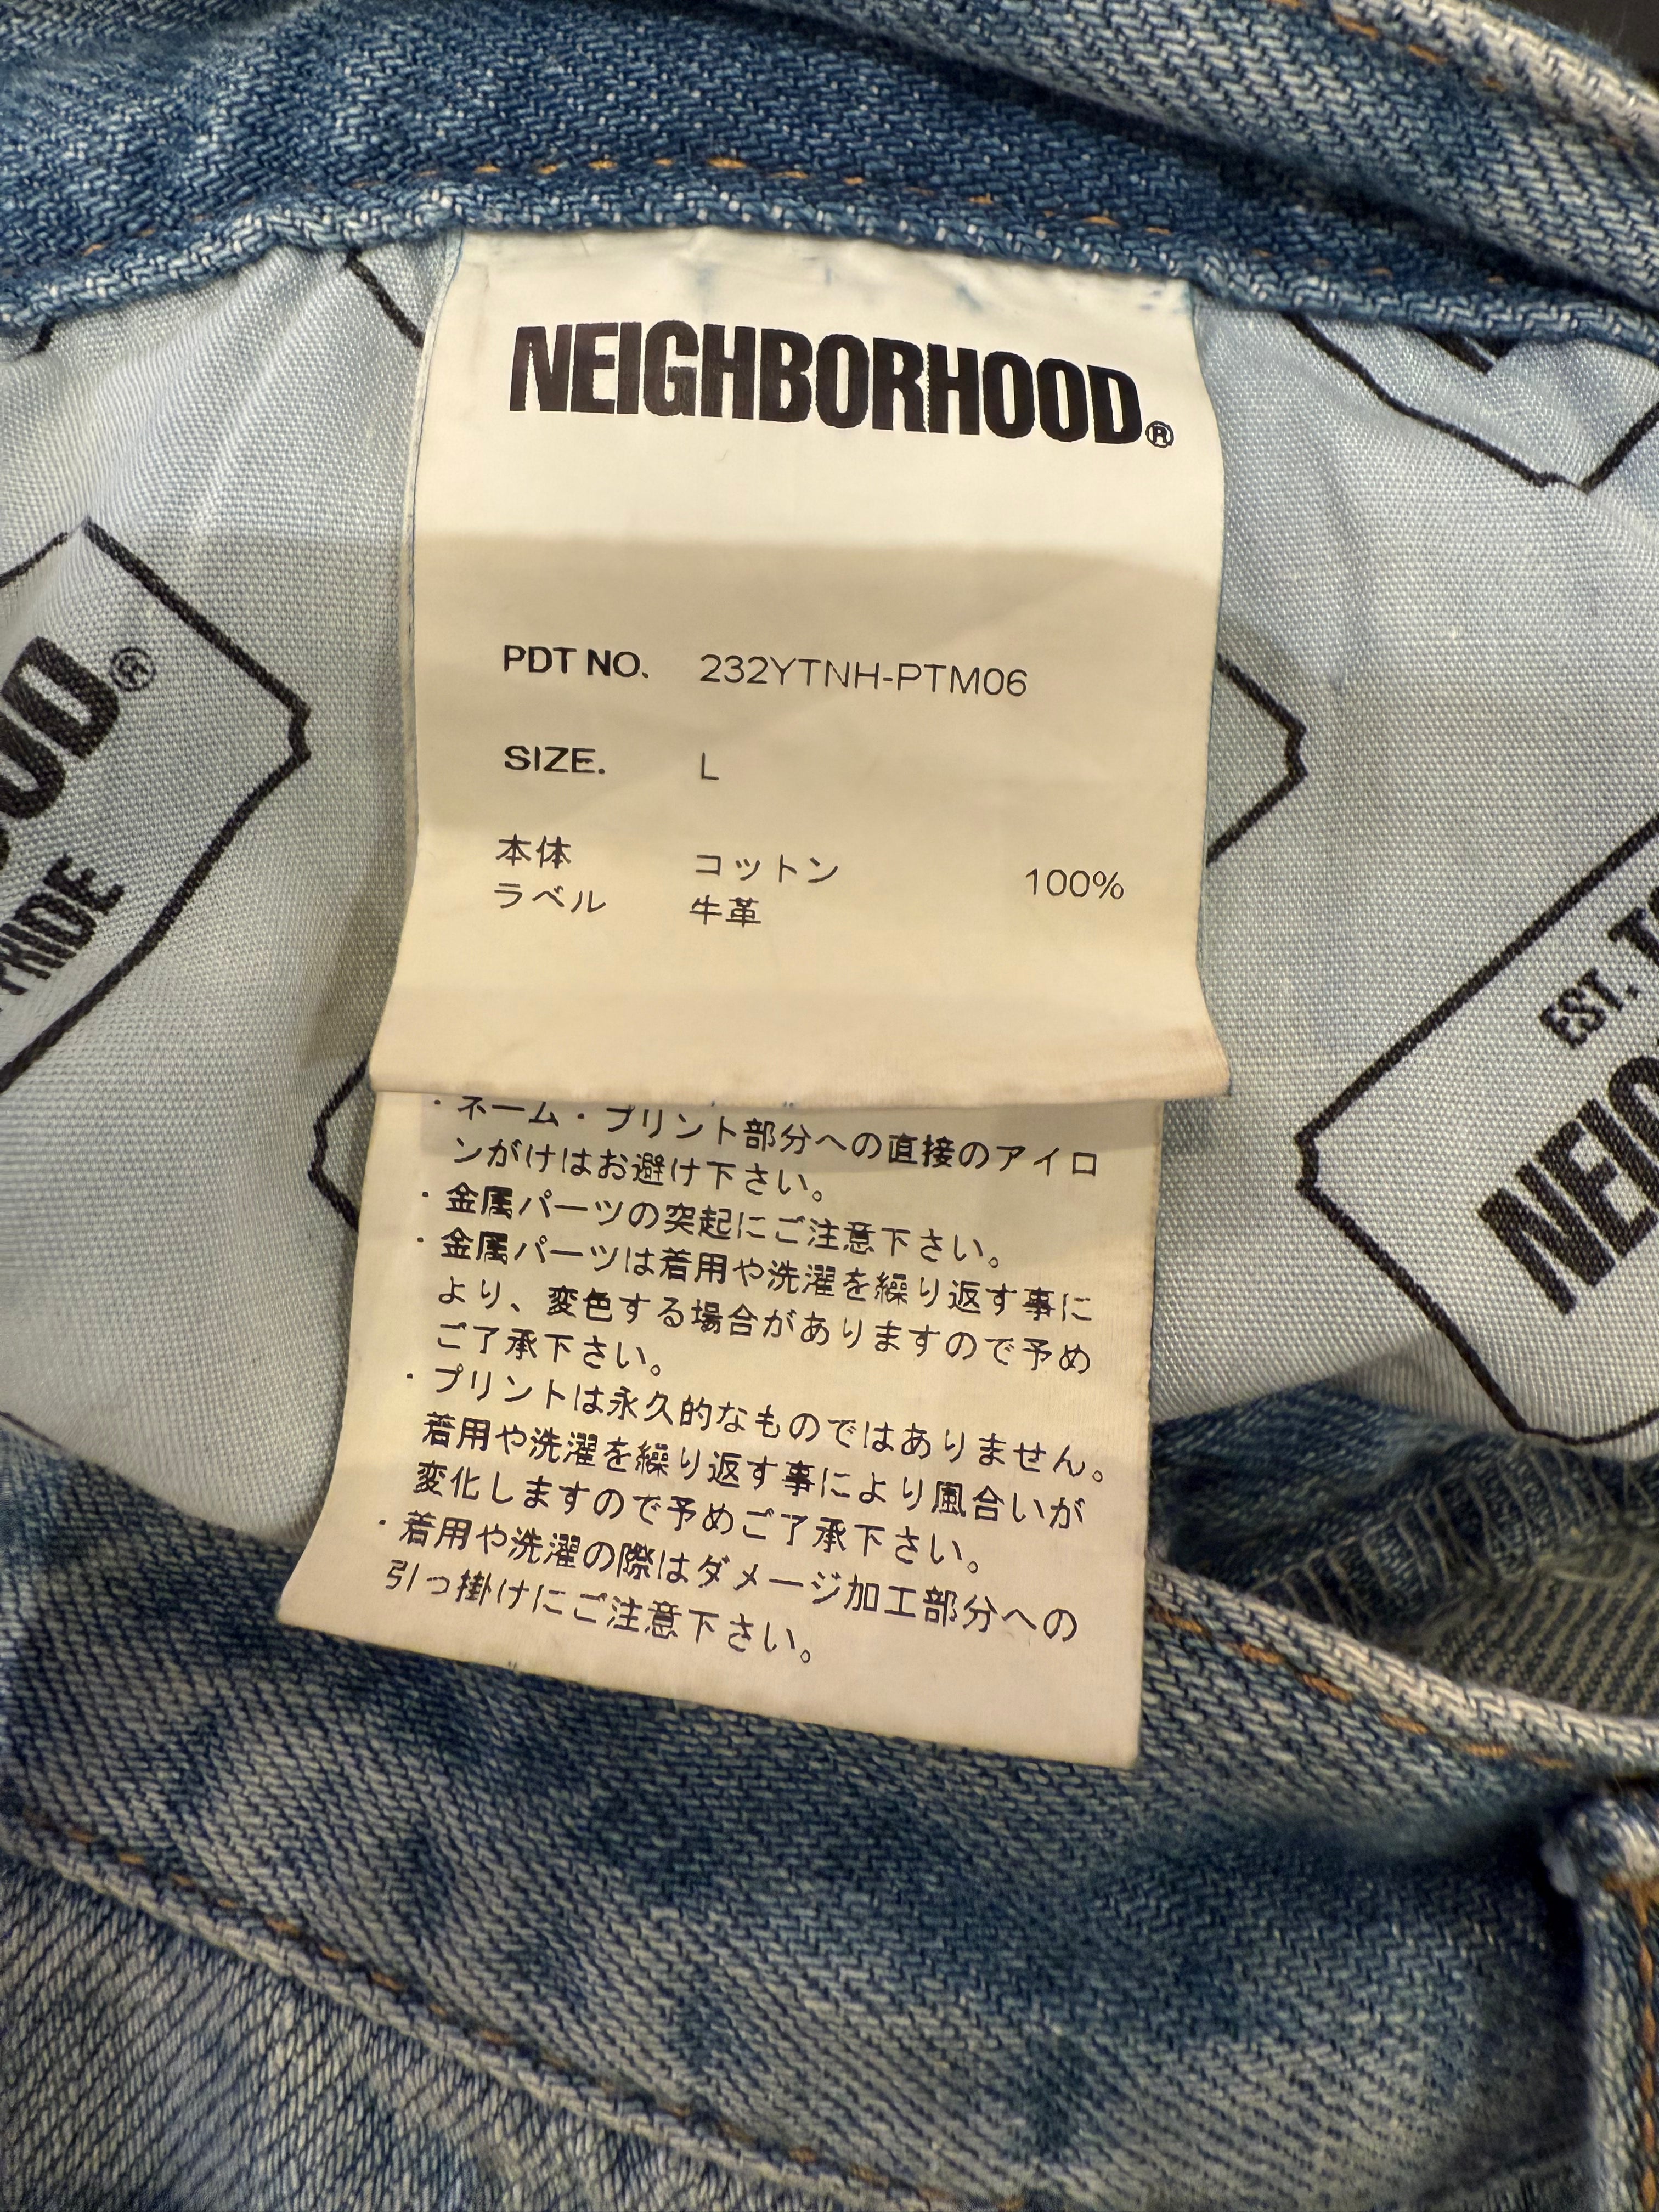 NEIGHBORHOOD®
PDT NO. 232YTNH-PTM06
SIZE. L
本体 コットン 100%
ラベル 牛革
・ネーム・プリント部分への直接のアイロ
ンがけはお避け下さい。
・金属パーツの突起にご注意下さい。
・金属パーツは着用や洗濯を繰り返す事に
より、変色する場合がありますので予め
ご了承下さい。
・プリントは永久的なものではありません。
着用や洗濯を繰り返す事により風合いが
変化しますので予めご了承下さい。
・着用や洗濯の際はダメージ加工部分への
引っ掛けにご注意下さい。
OOD®
PRIDE
EST.
NEIG